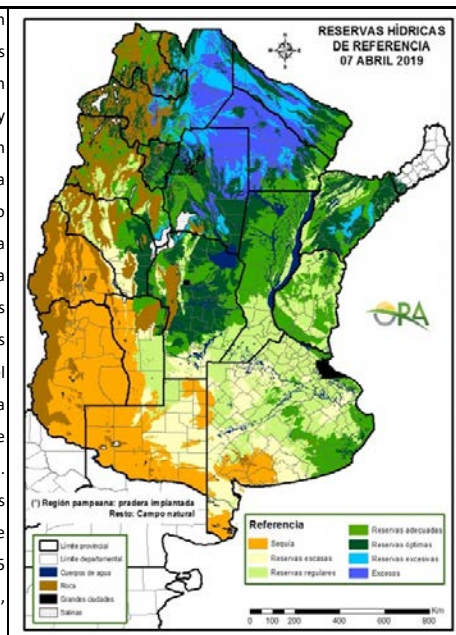 RESERVAS HÍDRICAS
DE REFERENCIA
07 ABRIL 2019
ORA
(*) Región pampeana: pradera implantada
Resto: Campo natural
Límite provincial
Límite departamental
Cuerpos de agua
Roca
Grandes ciudades
Salinas
Referencia
Sequía
Reservas escasas
Reservas regulares
Reservas adecuadas
Reservas óptimas
Reservas excesivas
Excesos
0 100 200 400 600 800 Km